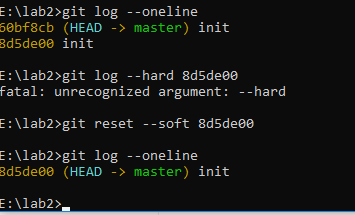 E:\lab2>git log --oneline
60bf8cb (HEAD -> master) init
8d5de00 init
E:\lab2>git log --hard 8d5de00
fatal: unrecognized argument: --hard
E:\lab2>git reset --soft 8d5de00
E:\lab2>git log --oneline
8d5de00 (HEAD -> master) init
E:\lab2>